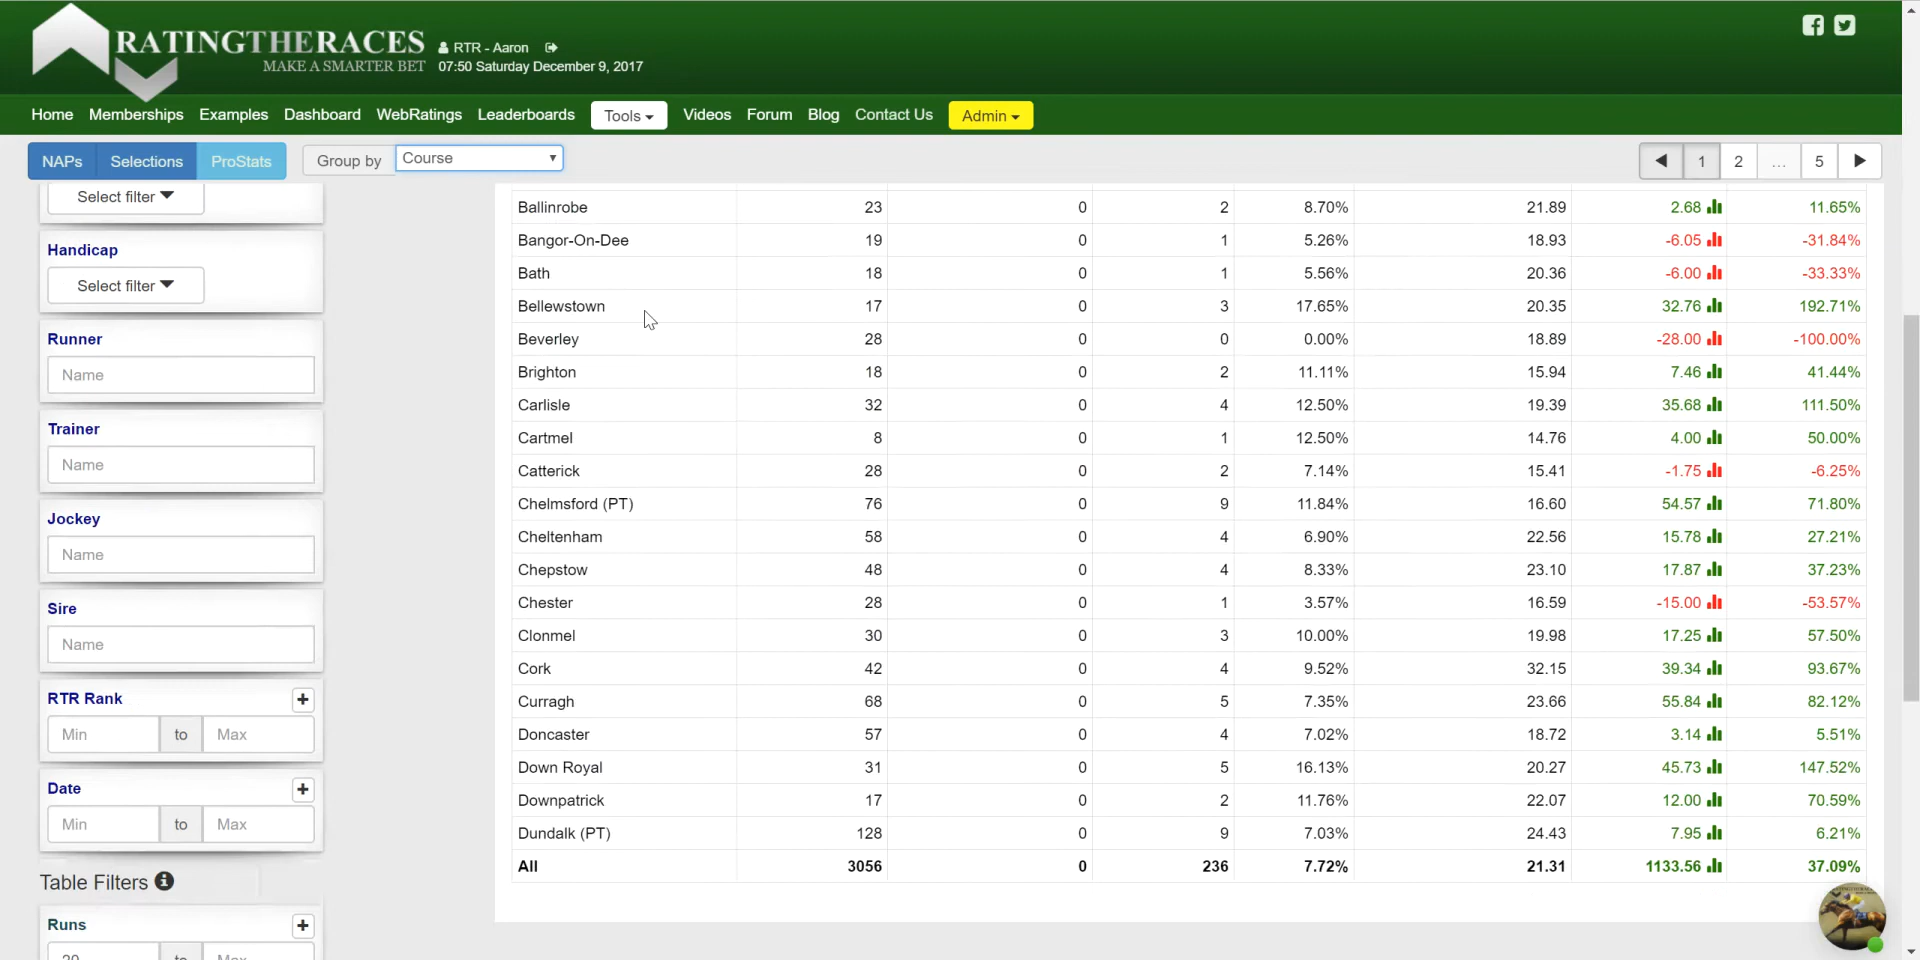 RATINGTHERACES
MAKE A SMARTER BET
RTR - Aaron
07:50 Saturday December 9, 2017
Home Memberships Examples Dashboard WebRatings Leaderboards Tools Videos Forum Blog Contact Us Admin
NAPs Selections ProStats Group by Course 1 2 ... 5
Select filter
Handicap
Select filter
Runner
Name
Trainer
Name
Jockey
Name
Sire
Name
RTR Rank +
Min to Max
Date +
Min to Max
Table Filters
Runs +
20 to Max
Ballinrobe 23 0 2 8.70% 21.89 2.68 11.65%
Bangor-On-Dee 19 0 1 5.26% 18.93 -6.05 -31.84%
Bath 18 0 1 5.56% 20.36 -6.00 -33.33%
Bellewstown 17 0 3 17.65% 20.35 32.76 192.71%
Beverley 28 0 0 0.00% 18.89 -28.00 -100.00%
Brighton 18 0 2 11.11% 15.94 7.46 41.44%
Carlisle 32 0 4 12.50% 19.39 35.68 111.50%
Cartmel 8 0 1 12.50% 14.76 4.00 50.00%
Catterick 28 0 2 7.14% 15.41 -1.75 -6.25%
Chelmsford (PT) 76 0 9 11.84% 16.60 54.57 71.80%
Cheltenham 58 0 4 6.90% 22.56 15.78 27.21%
Chepstow 48 0 4 8.33% 23.10 17.87 37.23%
Chester 28 0 1 3.57% 16.59 -15.00 -53.57%
Clonmel 30 0 3 10.00% 19.98 17.25 57.50%
Cork 42 0 4 9.52% 32.15 39.34 93.67%
Curragh 68 0 5 7.35% 23.66 55.84 82.12%
Doncaster 57 0 4 7.02% 18.72 3.14 5.51%
Down Royal 31 0 5 16.13% 20.27 45.73 147.52%
Downpatrick 17 0 2 11.76% 22.07 12.00 70.59%
Dundalk (PT) 128 0 9 7.03% 24.43 7.95 6.21%
All 3056 0 236 7.72% 21.31 1133.56 37.09%